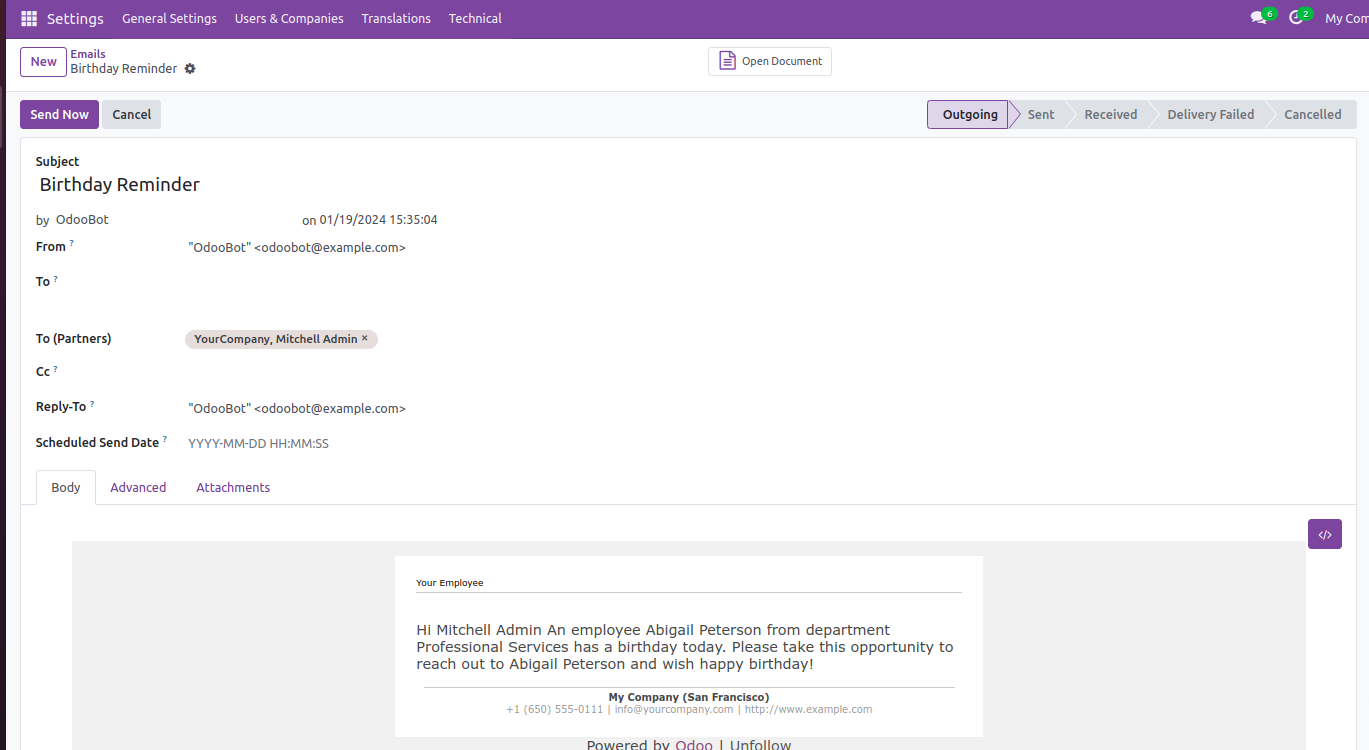 Settings General Settings Users & Companies Translations Technical 6 2 My Com
New Emails
Birthday Reminder
Open Document
Send Now Cancel Outgoing Sent Received Delivery Failed Cancelled
Subject
Birthday Reminder
by OdooBot on 01/19/2024 15:35:04
From ? "OdooBot" <odoobot@example.com>
To ?
To (Partners) YourCompany, Mitchell Admin ×
Cc ?
Reply-To ? "OdooBot" <odoobot@example.com>
Scheduled Send Date ? YYYY-MM-DD HH:MM:SS
Body Advanced Attachments
</>
Your Employee
Hi Mitchell Admin An employee Abigail Peterson from department
Professional Services has a birthday today. Please take this opportunity to
reach out to Abigail Peterson and wish happy birthday!
My Company (San Francisco)
+1 (650) 555-0111 | info@yourcompany.com | http://www.example.com
Powered by Odoo | Unfollow